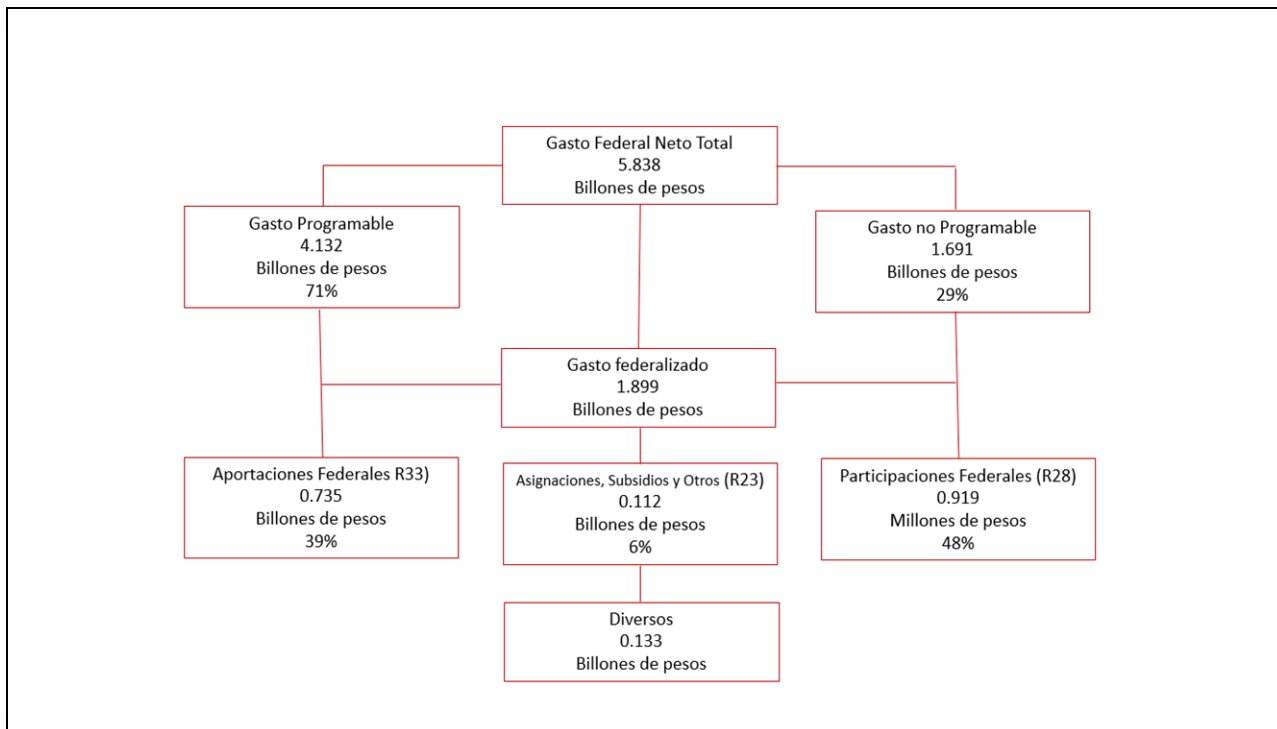 Gasto Federal Neto Total
5.838
Billones de pesos
Gasto Programable
4.132
Billones de pesos
71%
Gasto no Programable
1.691
Billones de pesos
29%
Gasto federalizado
1.899
Billones de pesos
Aportaciones Federales R33)
0.735
Billones de pesos
39%
Asignaciones, Subsidios y Otros (R23)
0.112
Billones de pesos
6%
Participaciones Federales (R28)
0.919
Millones de pesos
48%
Diversos
0.133
Billones de pesos